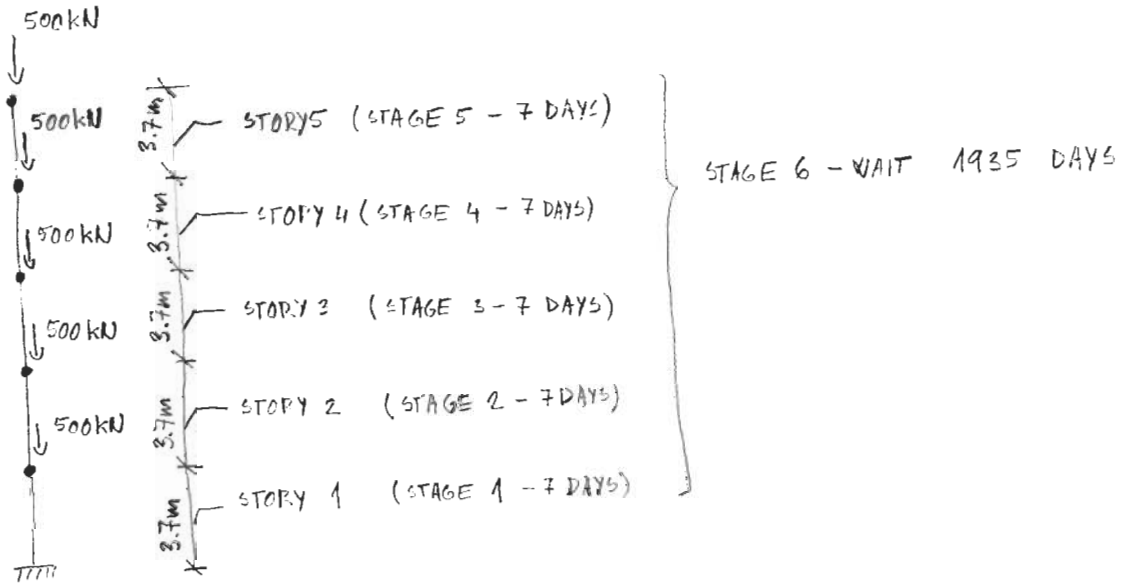 500kN
500kN
3.7m
STORY5 (STAGE 5 - 7 DAYS)
STAGE 6 - WAIT 1935 DAYS
500kN
3.7m
STORY 4 (STAGE 4 - 7 DAYS)
500kN
3.7m
STORY 3 (STAGE 3 - 7 DAYS)
500kN
3.7m
STORY 2 (STAGE 2 - 7 DAYS)
3.7m
STORY 1 (STAGE 1 - 7 DAYS)